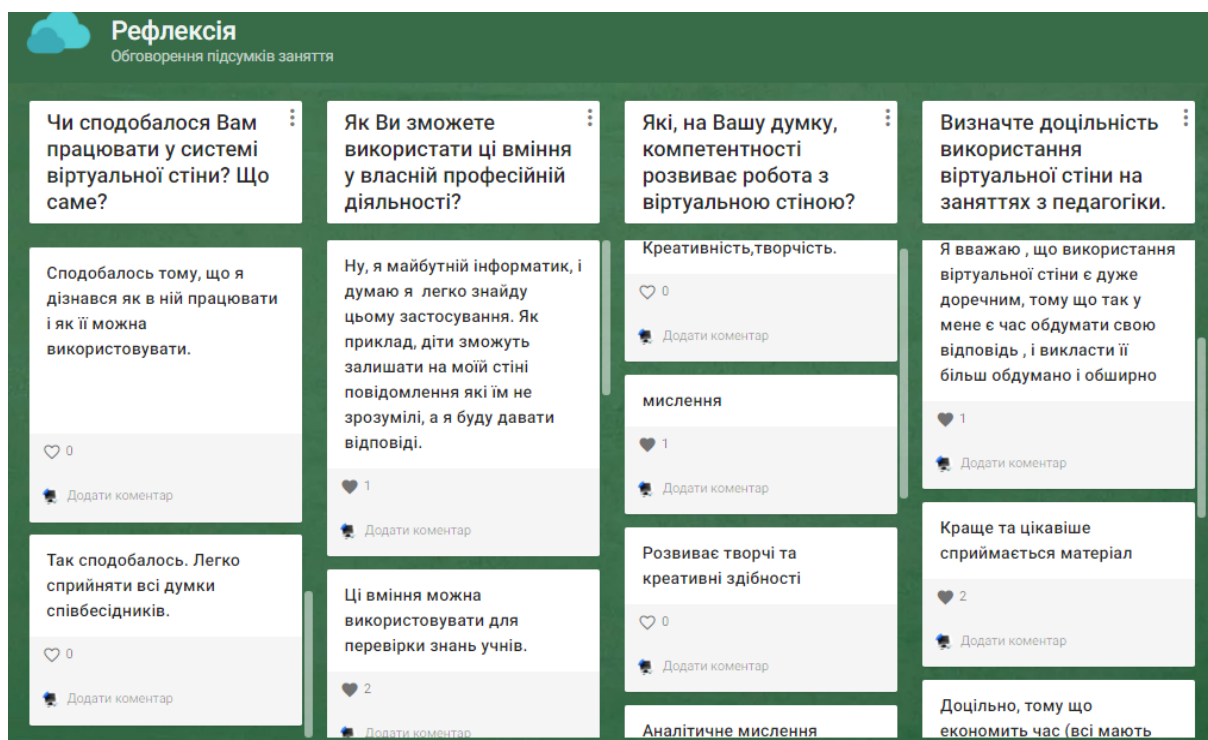 Рефлексія
Обговорення підсумків заняття
Чи сподобалося Вам
працювати у системі
віртуальної стіни? Що
саме?
Сподобалось тому, що я
дізнався як в ній працювати
і як її можна
використовувати.
0
Додати коментар
Так сподобалось. Легко
сприйняти всі думки
співбесідників.
0
Додати коментар
Як Ви зможете
використати ці вміння
у власній професійній
діяльності?
Ну, я майбутній інформатик, і
думаю я легко знайду
цьому застосування. Як
приклад, діти зможуть
залишати на моїй стіні
повідомлення які їм не
зрозумілі, а я буду давати
відповіді.
1
Додати коментар
Ці вміння можна
використовувати для
перевірки знань учнів.
2
Додати коментар
Які, на Вашу думку,
компетентності
розвиває робота з
віртуальною стіною?
Креативність,творчість.
0
Додати коментар
мислення
1
Додати коментар
Розвиває творчі та
креативні здібності
0
Додати коментар
Аналітичне мислення
Визначте доцільність
використання
віртуальної стіни на
заняттях з педагогіки.
Я вважаю , що використання
віртуальної стіни є дуже
доречним, тому що так у
мене є час обдумати свою
відповідь , і викласти її
більш обдумано і обширно
1
Додати коментар
Краще та цікавіше
сприймається матеріал
2
Додати коментар
Доцільно, тому що
економить час (всі мають